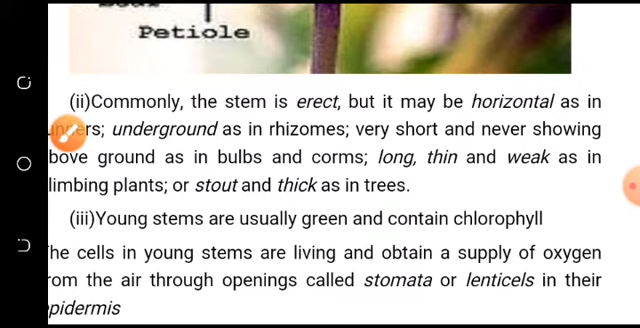 Petiole
(ii)Commonly, the stem is erect, but it may be horizontal as in
underground as in rhizomes; very short and never showing
bove ground as in bulbs and corms; long, thin and weak as in
limbing plants; or stout and thick as in trees.
(iii)Young stems are usually green and contain chlorophyll
he cells in young stems are living and obtain a supply of oxygen
rom the air through openings called stomata or lenticels in their
pidermis